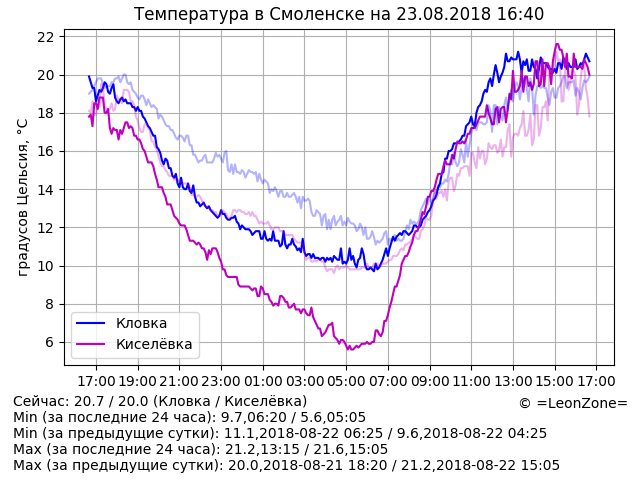 Температура в Смоленске на 23.08.2018 16:40
градусов Цельсия, °C
22
20
18
16
14
12
10
8
6
Кловка
Киселёвка
17:00 19:00 21:00 23:00 01:00 03:00 05:00 07:00 09:00 11:00 13:00 15:00 17:00
Сейчас: 20.7 / 20.0 (Кловка / Киселёвка)
© =LeonZone=
Min (за последние 24 часа): 9.7,06:20 / 5.6,05:05
Min (за предыдущие сутки): 11.1,2018-08-22 06:25 / 9.6,2018-08-22 04:25
Max (за последние 24 часа): 21.2,13:15 / 21.6,15:05
Max (за предыдущие сутки): 20.0,2018-08-21 18:20 / 21.2,2018-08-22 15:05